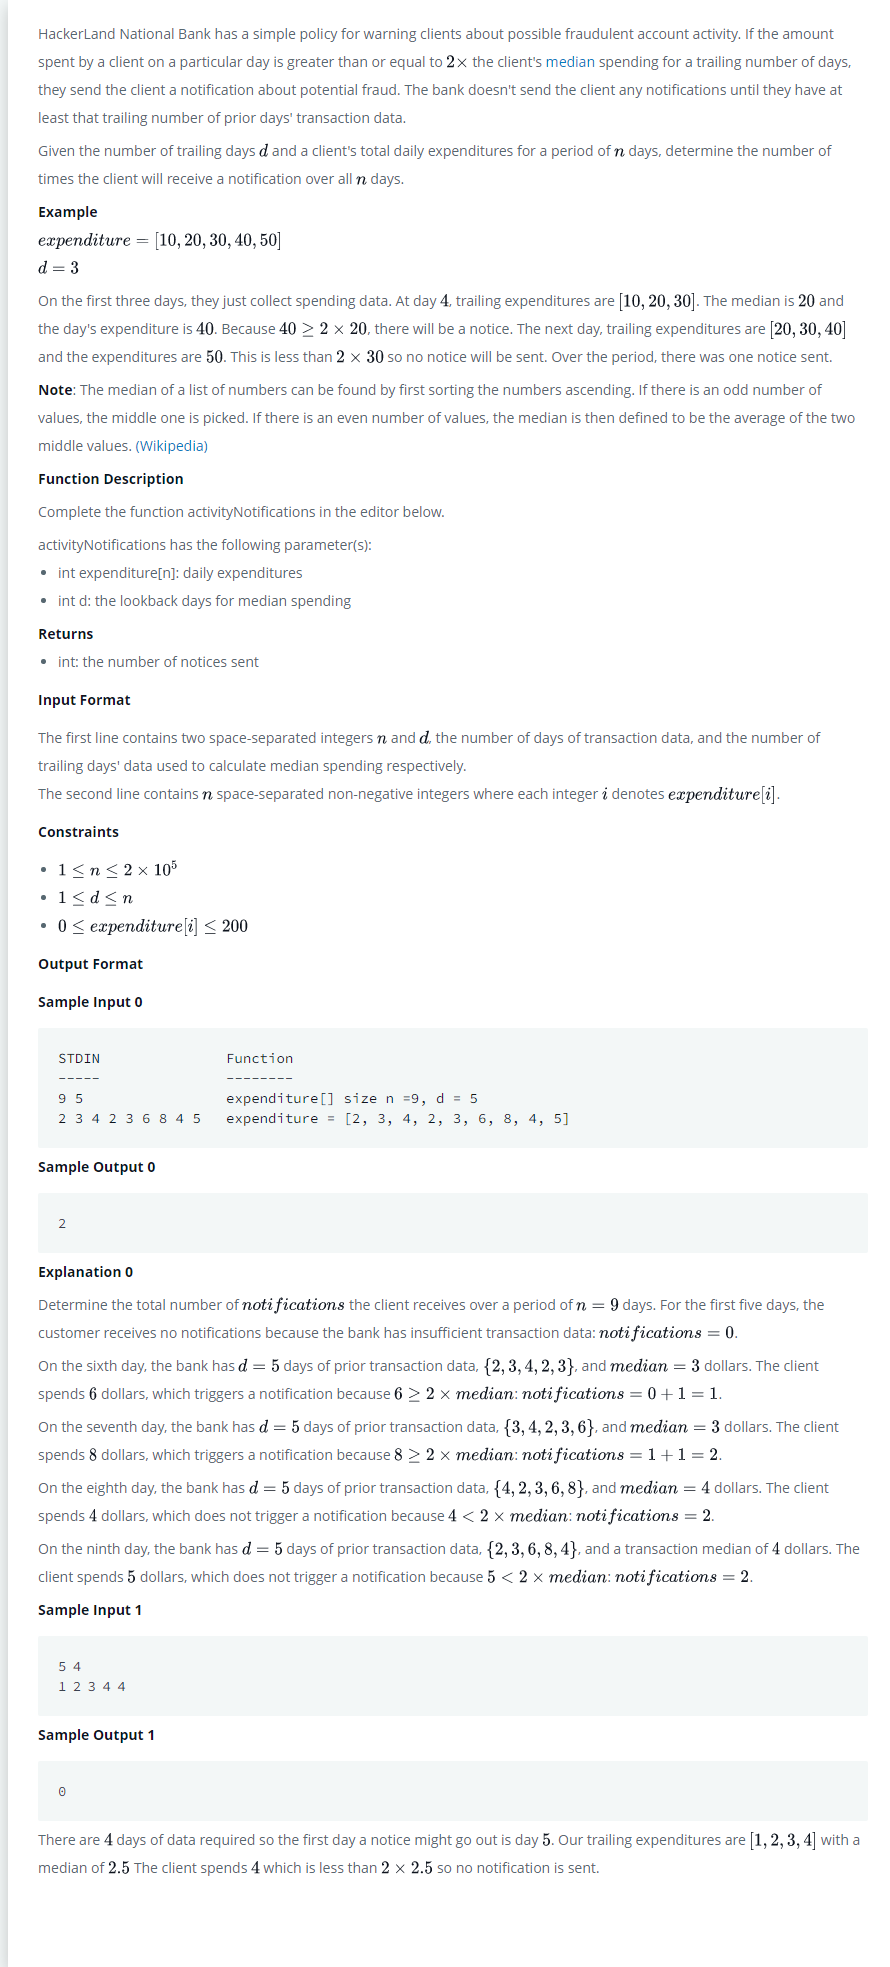 HackerLand National Bank has a simple policy for warning clients about possible fraudulent account activity. If the amount
spent by a client on a particular day is greater than or equal to 2× the client's median spending for a trailing number of days,
they send the client a notification about potential fraud. The bank doesn't send the client any notifications until they have at
least that trailing number of prior days' transaction data.
Given the number of trailing days d and a client's total daily expenditures for a period of n days, determine the number of
times the client will receive a notification over all n days.
Example
expenditure = [10, 20, 30, 40, 50]
d = 3
On the first three days, they just collect spending data. At day 4, trailing expenditures are [10, 20, 30]. The median is 20 and
the day's expenditure is 40. Because 40 ≥ 2 × 20, there will be a notice. The next day, trailing expenditures are [20, 30, 40]
and the expenditures are 50. This is less than 2 × 30 so no notice will be sent. Over the period, there was one notice sent.
Note: The median of a list of numbers can be found by first sorting the numbers ascending. If there is an odd number of
values, the middle one is picked. If there is an even number of values, the median is then defined to be the average of the two
middle values. (Wikipedia)
Function Description
Complete the function activityNotifications in the editor below.
activityNotifications has the following parameter(s):
• int expenditure[n]: daily expenditures
• int d: the lookback days for median spending
Returns
• int: the number of notices sent
Input Format
The first line contains two space-separated integers n and d, the number of days of transaction data, and the number of
trailing days' data used to calculate median spending respectively.
The second line contains n space-separated non-negative integers where each integer i denotes expenditure[i].
Constraints
• 1 ≤ n ≤ 2 × 10⁵
• 1 ≤ d ≤ n
• 0 ≤ expenditure[i] ≤ 200
Output Format
Sample Input 0
STDIN Function
----- --------
9 5 expenditure[] size n =9, d = 5
2 3 4 2 3 6 8 4 5 expenditure = [2, 3, 4, 2, 3, 6, 8, 4, 5]
Sample Output 0
2
Explanation 0
Determine the total number of notifications the client receives over a period of n = 9 days. For the first five days, the
customer receives no notifications because the bank has insufficient transaction data: notifications = 0.
On the sixth day, the bank has d = 5 days of prior transaction data, {2, 3, 4, 2, 3}, and median = 3 dollars. The client
spends 6 dollars, which triggers a notification because 6 ≥ 2 × median: notifications = 0 + 1 = 1.
On the seventh day, the bank has d = 5 days of prior transaction data, {3, 4, 2, 3, 6}, and median = 3 dollars. The client
spends 8 dollars, which triggers a notification because 8 ≥ 2 × median: notifications = 1 + 1 = 2.
On the eighth day, the bank has d = 5 days of prior transaction data, {4, 2, 3, 6, 8}, and median = 4 dollars. The client
spends 4 dollars, which does not trigger a notification because 4 < 2 × median: notifications = 2.
On the ninth day, the bank has d = 5 days of prior transaction data, {2, 3, 6, 8, 4}, and a transaction median of 4 dollars. The
client spends 5 dollars, which does not trigger a notification because 5 < 2 × median: notifications = 2.
Sample Input 1
5 4
1 2 3 4 4
Sample Output 1
0
There are 4 days of data required so the first day a notice might go out is day 5. Our trailing expenditures are [1, 2, 3, 4] with a
median of 2.5 The client spends 4 which is less than 2 × 2.5 so no notification is sent.